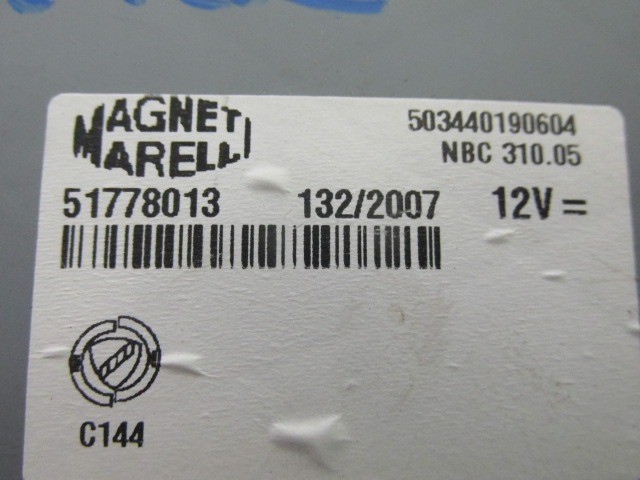 MAGNETI
MARELLI
503440190604
NBC 310.05
51778013 132/2007 12V =
C144